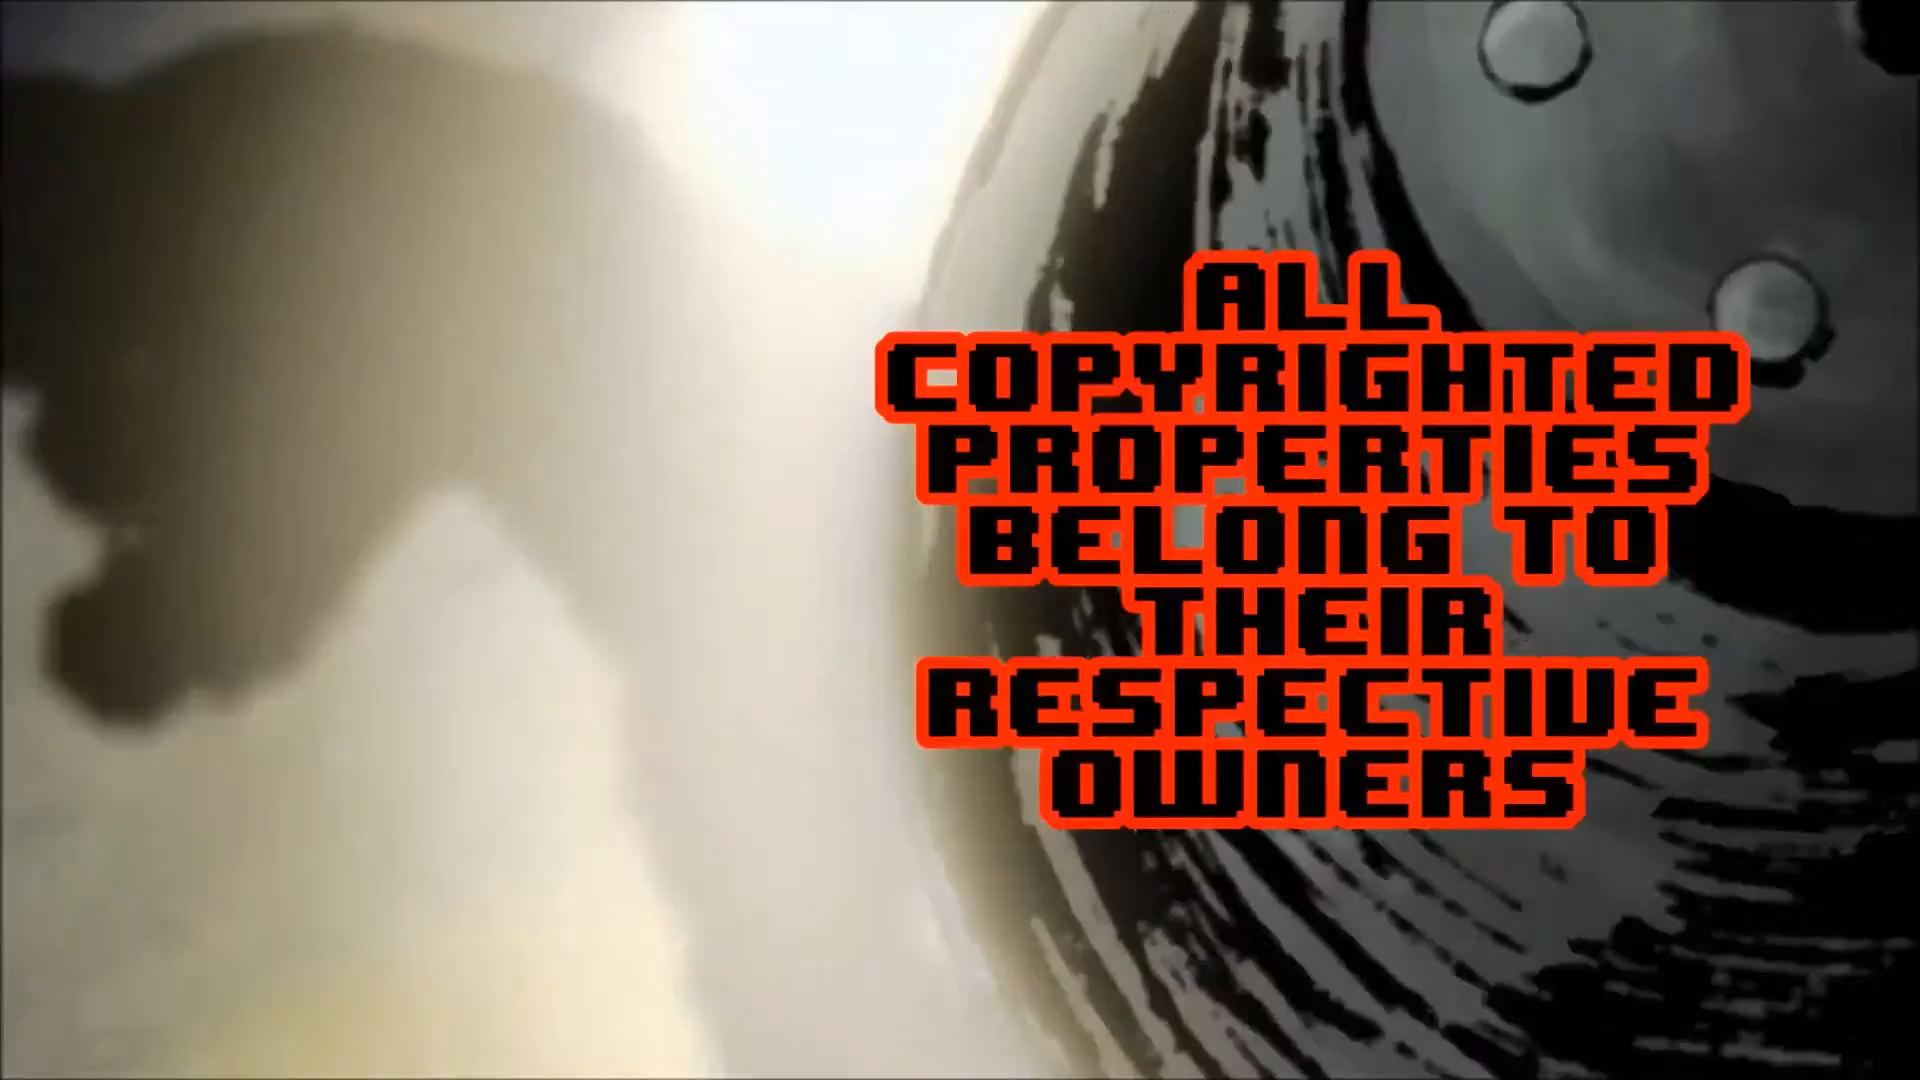 ALL
COPYRIGHTED
PROPERTIES
BELONG TO
THEIR
RESPECTIVE
OWNERS